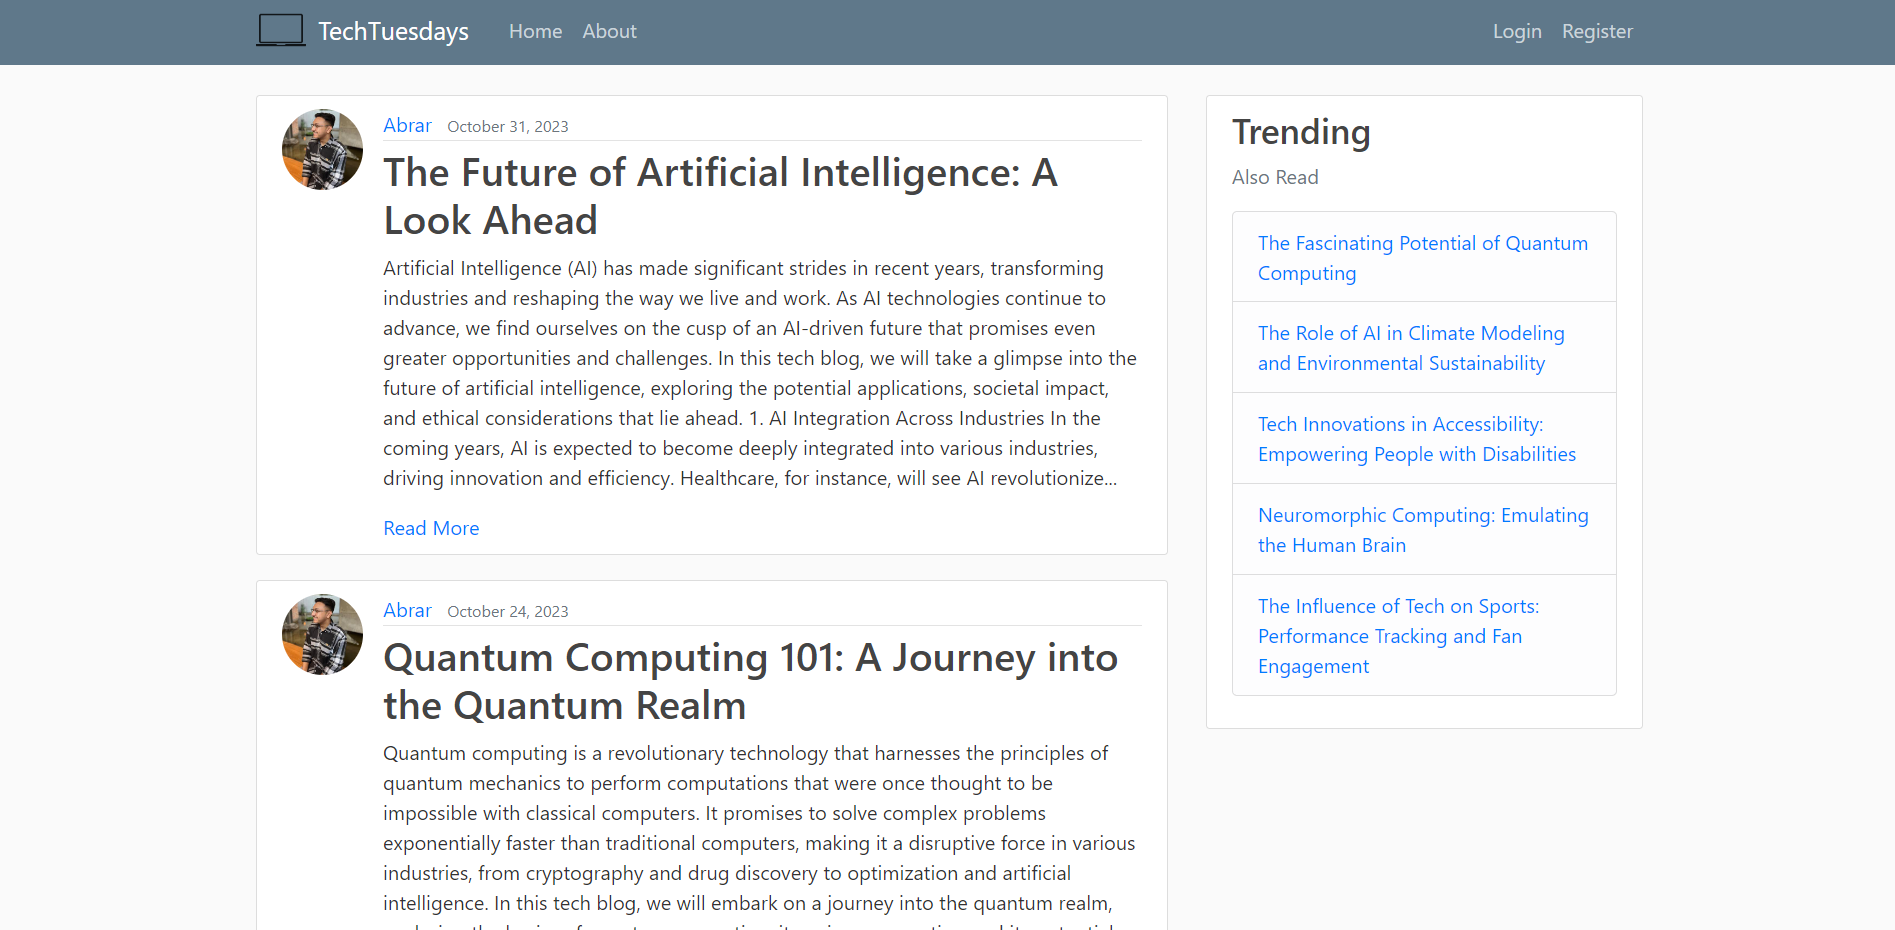 TechTuesdays
Home
About
Login
Register
Abrar October 31, 2023
The Future of Artificial Intelligence: A
Look Ahead
Artificial Intelligence (AI) has made significant strides in recent years, transforming
industries and reshaping the way we live and work. As AI technologies continue to
advance, we find ourselves on the cusp of an AI-driven future that promises even
greater opportunities and challenges. In this tech blog, we will take a glimpse into the
future of artificial intelligence, exploring the potential applications, societal impact,
and ethical considerations that lie ahead. 1. AI Integration Across Industries In the
coming years, AI is expected to become deeply integrated into various industries,
driving innovation and efficiency. Healthcare, for instance, will see AI revolutionize...
Read More
Abrar October 24, 2023
Quantum Computing 101: A Journey into
the Quantum Realm
Quantum computing is a revolutionary technology that harnesses the principles of
quantum mechanics to perform computations that were once thought to be
impossible with classical computers. It promises to solve complex problems
exponentially faster than traditional computers, making it a disruptive force in various
industries, from cryptography and drug discovery to optimization and artificial
intelligence. In this tech blog, we will embark on a journey into the quantum realm,
Trending
Also Read
The Fascinating Potential of Quantum
Computing
The Role of AI in Climate Modeling
and Environmental Sustainability
Tech Innovations in Accessibility:
Empowering People with Disabilities
Neuromorphic Computing: Emulating
the Human Brain
The Influence of Tech on Sports:
Performance Tracking and Fan
Engagement